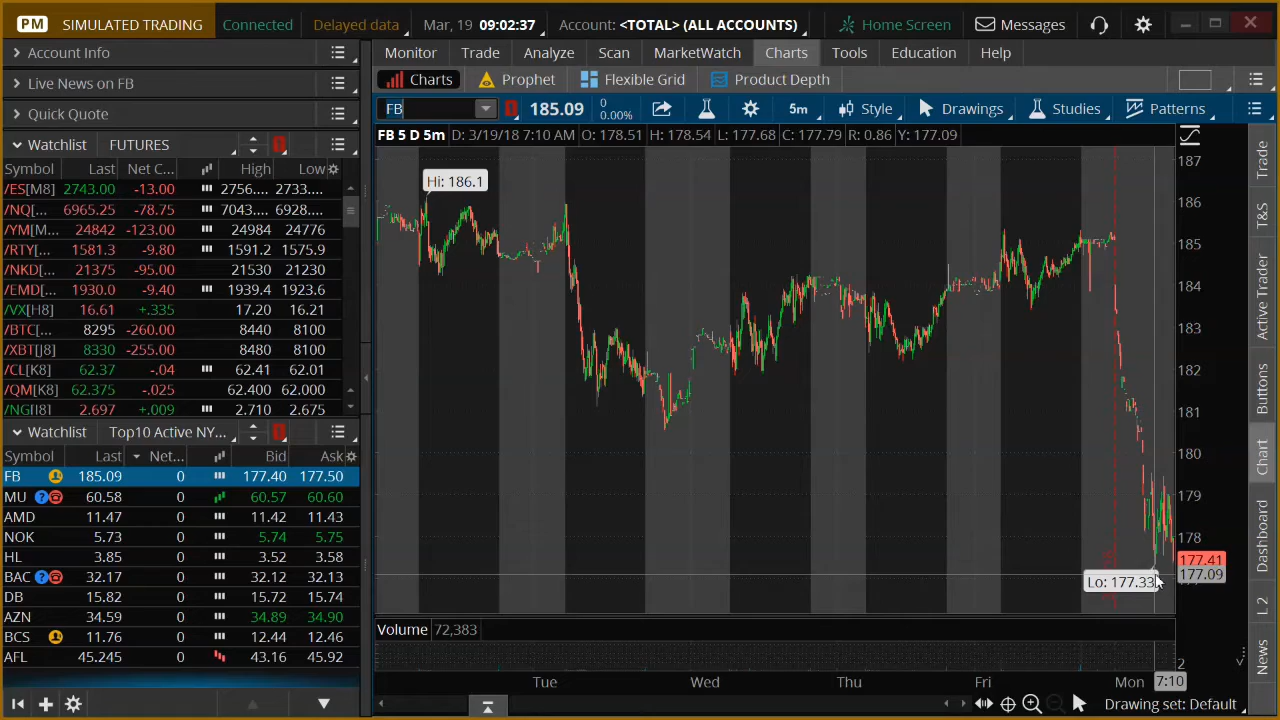 PM SIMULATED TRADING Connected Delayed data Mar, 19 09:02:37 Account: <TOTAL> (ALL ACCOUNTS) Home Screen Messages
Account Info
Live News on FB
Quick Quote
Watchlist FUTURES
Symbol Last Net C... High Low
/ES[M8] 2743.00 -13.00 2756.... 2733....
/NQ[... 6965.25 -78.75 7043.... 6928....
/YM[M... 24842 -123.00 24984 24776
/RTY[... 1581.3 -9.80 1591.2 1575.9
/NKD[... 21375 -95.00 21530 21230
/EMD[... 1930.0 -9.40 1939.4 1923.6
/VX[H8] 16.61 +.335 17.20 16.21
/BTC[... 8295 -260.00 8440 8100
/XBT[J8] 8330 -255.00 8480 8100
/CL[K8] 62.37 -.04 62.41 62.01
/QM[K8] 62.375 -.025 62.400 62.000
/NG[J8] 2.697 +.009 2.710 2.675
Watchlist Top10 Active NY...
Symbol Last Net... Bid Ask
FB 185.09 0 177.40 177.50
MU 60.58 0 60.57 60.60
AMD 11.47 0 11.42 11.43
NOK 5.73 0 5.74 5.75
HL 3.85 0 3.52 3.58
BAC 32.17 0 32.12 32.13
DB 15.82 0 15.72 15.74
AZN 34.59 0 34.89 34.90
BCS 11.76 0 12.44 12.46
AFL 45.245 0 43.16 45.92
Monitor Trade Analyze Scan MarketWatch Charts Tools Education Help
Charts Prophet Flexible Grid Product Depth
FB 185.09 0 0.00% 5m Style Drawings Studies Patterns
FB 5 D 5m D: 3/19/18 7:10 AM O: 178.51 H: 178.54 L: 177.68 C: 177.79 R: 0.86 Y: 177.09
Hi: 186.1
187
186
185
184
183
182
181
180
179
178
177.41
177.09
Lo: 177.33
Volume 72,383
2
Tue Wed Thu Fri Mon 7:10
Drawing set: Default
Trade
T&S
Active Trader
Buttons
Chart
Dashboard
L 2
News